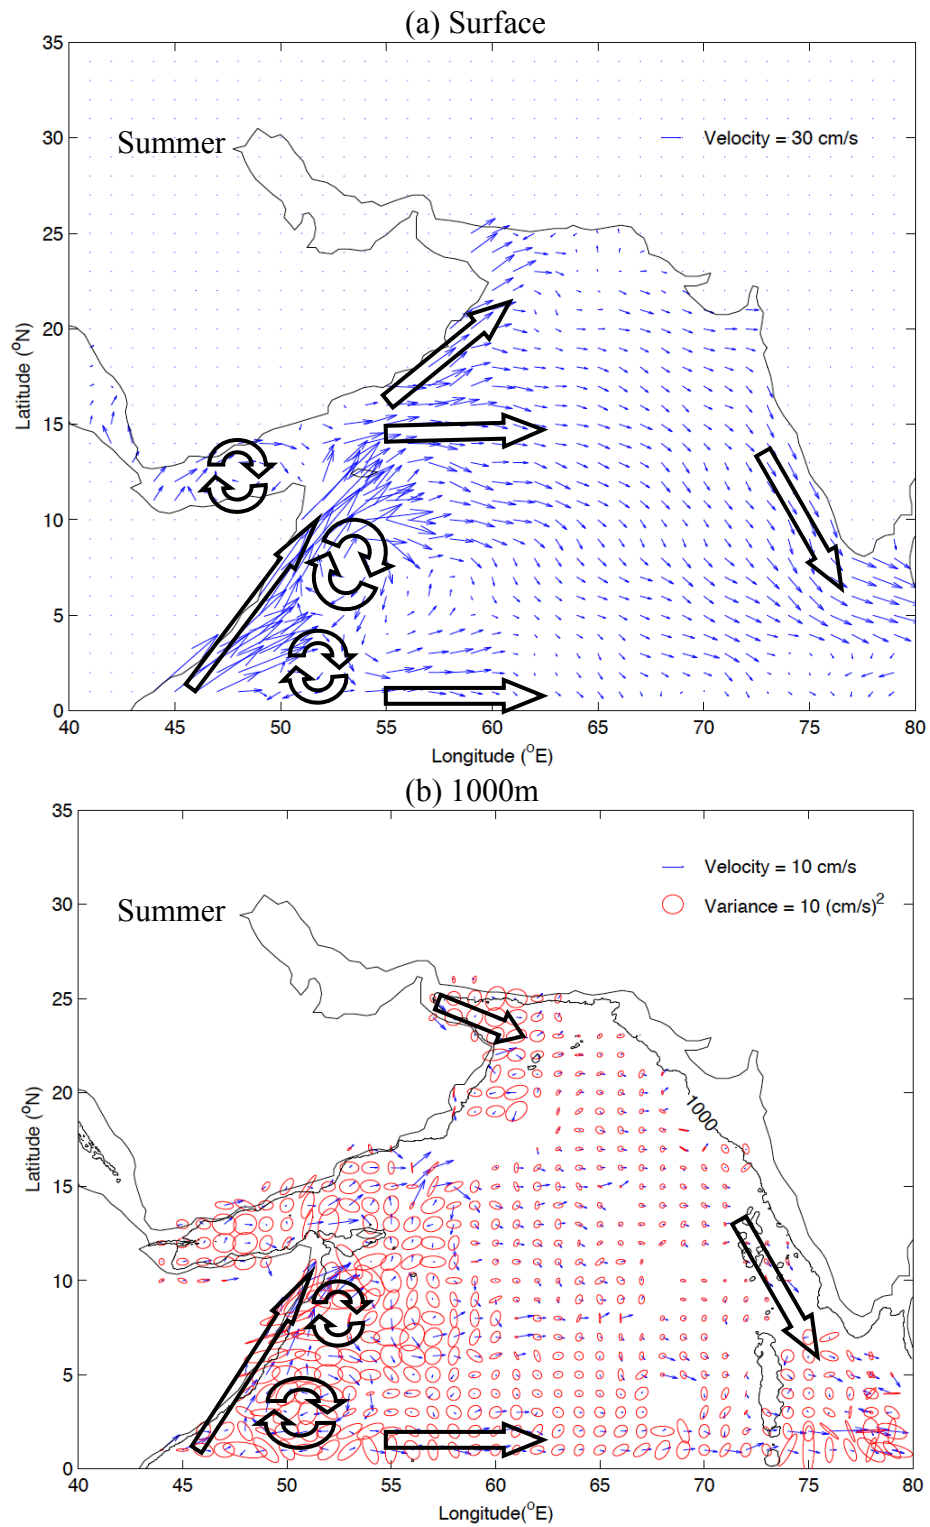 (a) Surface
35
30
25
20
15
10
5
0
Latitude (°N)
Summer
Velocity = 30 cm/s
40 45 50 55 60 65 70 75 80
Longitude (°E)
(b) 1000m
35
30
25
20
15
10
5
0
Latitude (°N)
Summer
Velocity = 10 cm/s
Variance = 10 (cm/s)²
1000
40 45 50 55 60 65 70 75 80
Longitude(°E)